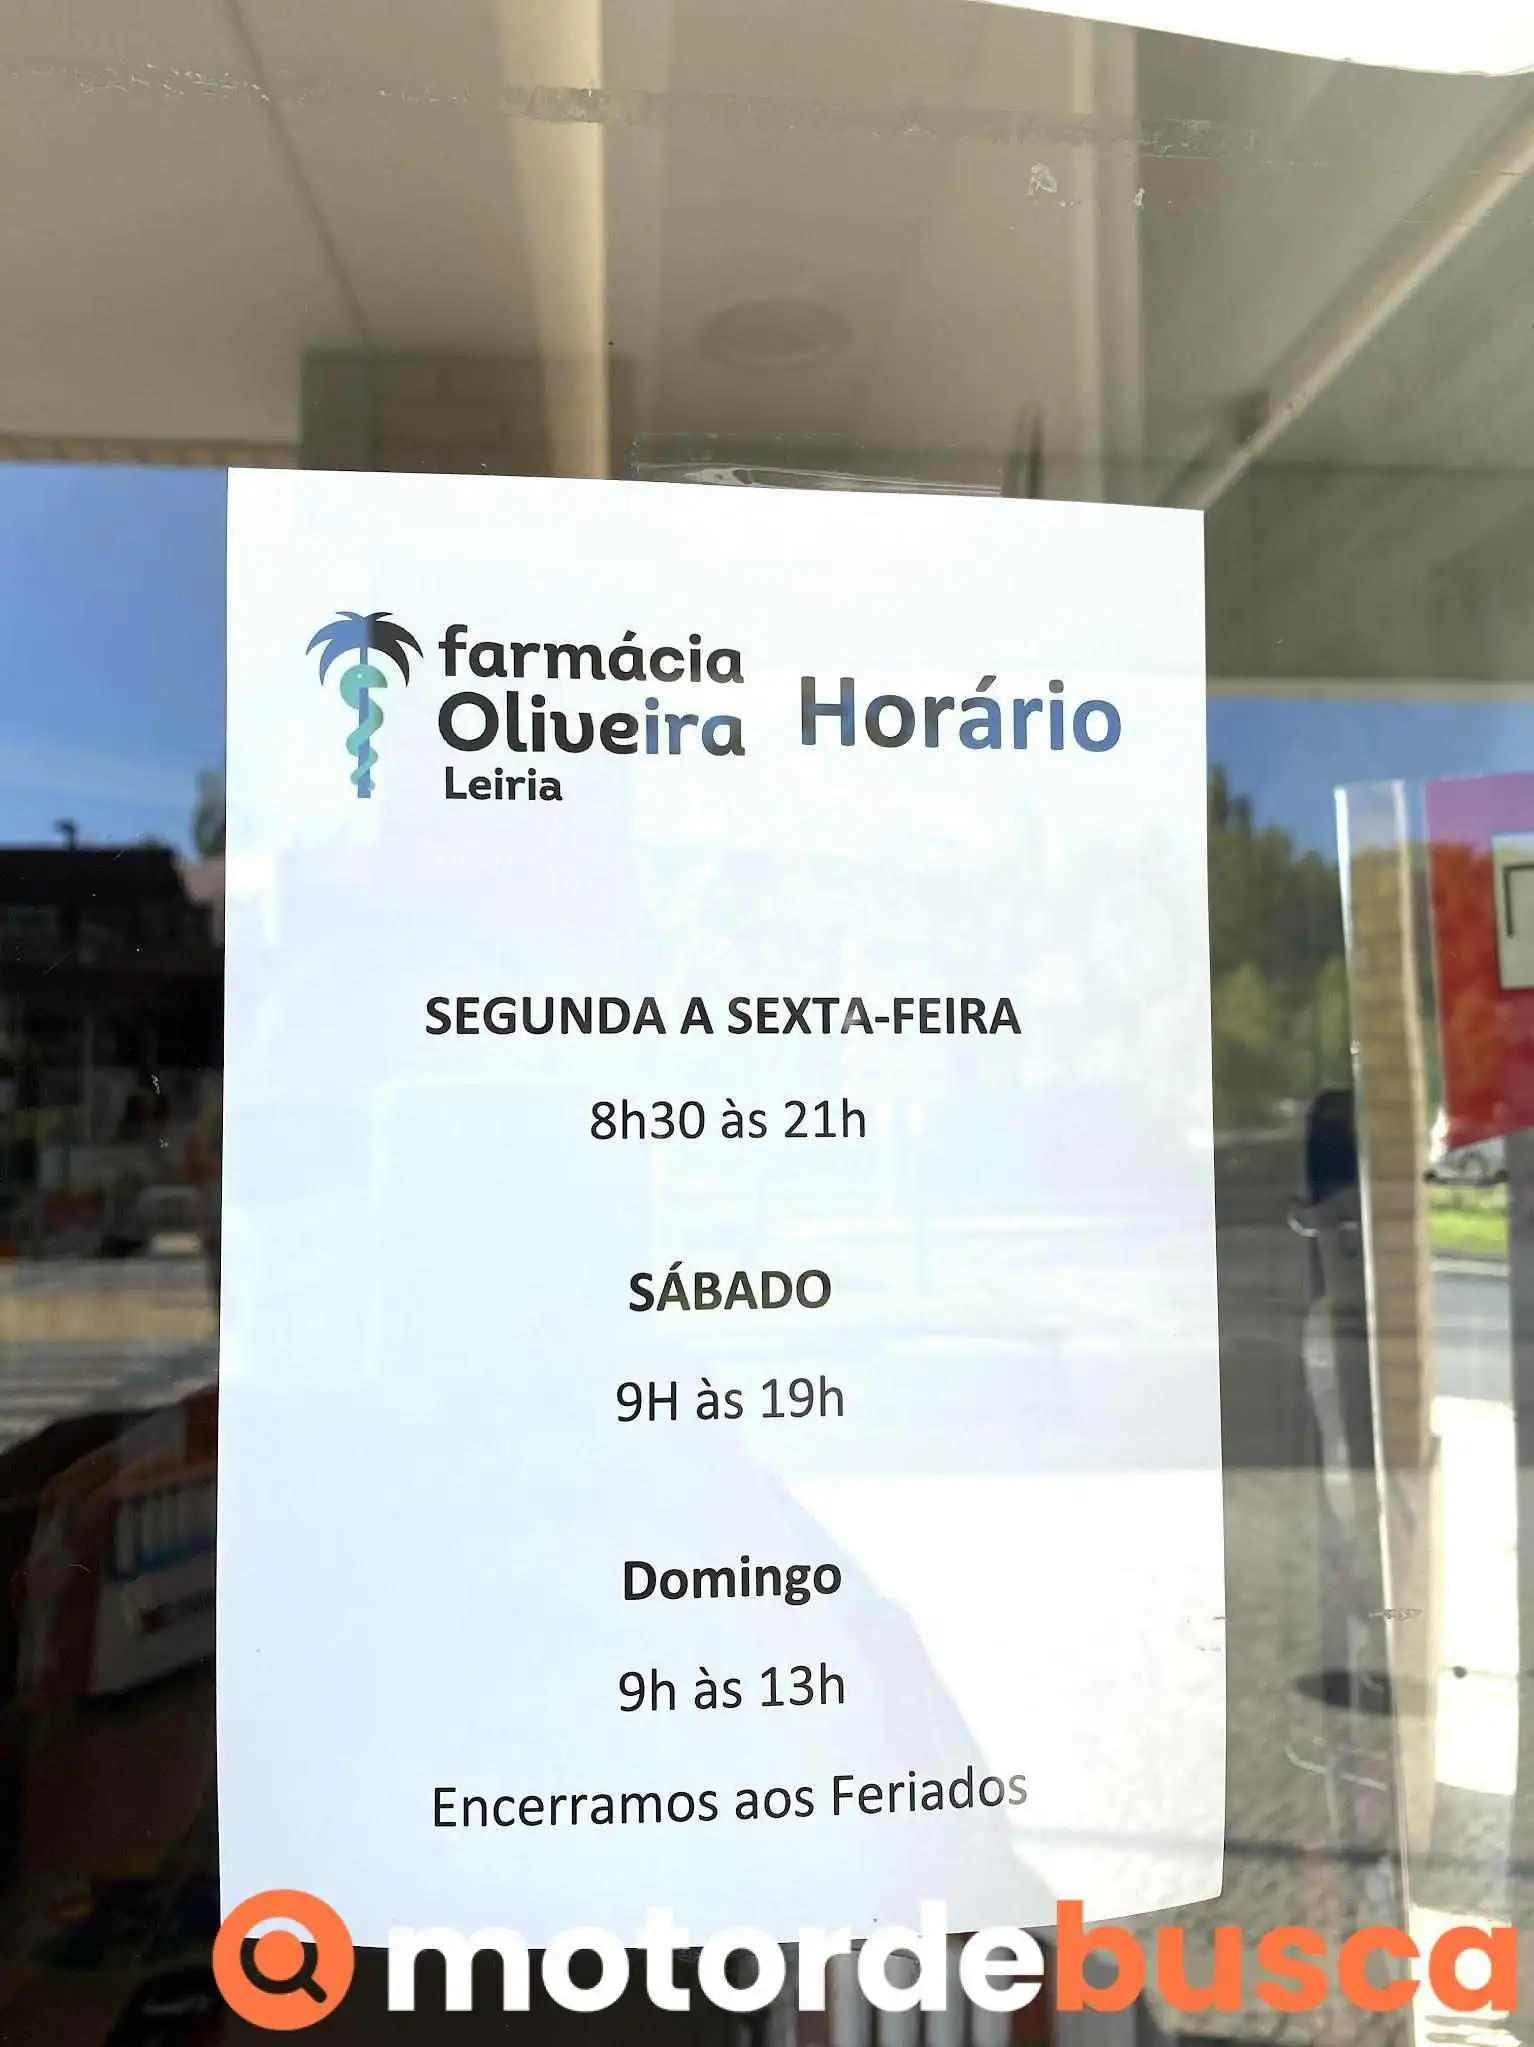 farmácia
Oliveira
Leiria
Horário
SEGUNDA A SEXTA-FEIRA
8h30 às 21h
SÁBADO
9H às 19h
Domingo
9h às 13h
Encerramos aos Feriados
motordebusca